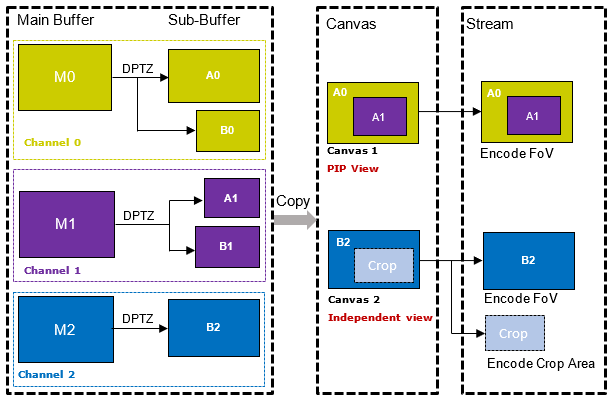 Main Buffer Sub-Buffer
M0
DPTZ
A0
B0
Channel 0
M1
DPTZ
A1
B1
Channel 1
M2
DPTZ
B2
Channel 2
Copy
Canvas
A0
A1
Canvas 1
PIP View
B2
Crop
Canvas 2
Independent view
Stream
A0
A1
Encode FoV
B2
Encode FoV
Crop
Encode Crop Area